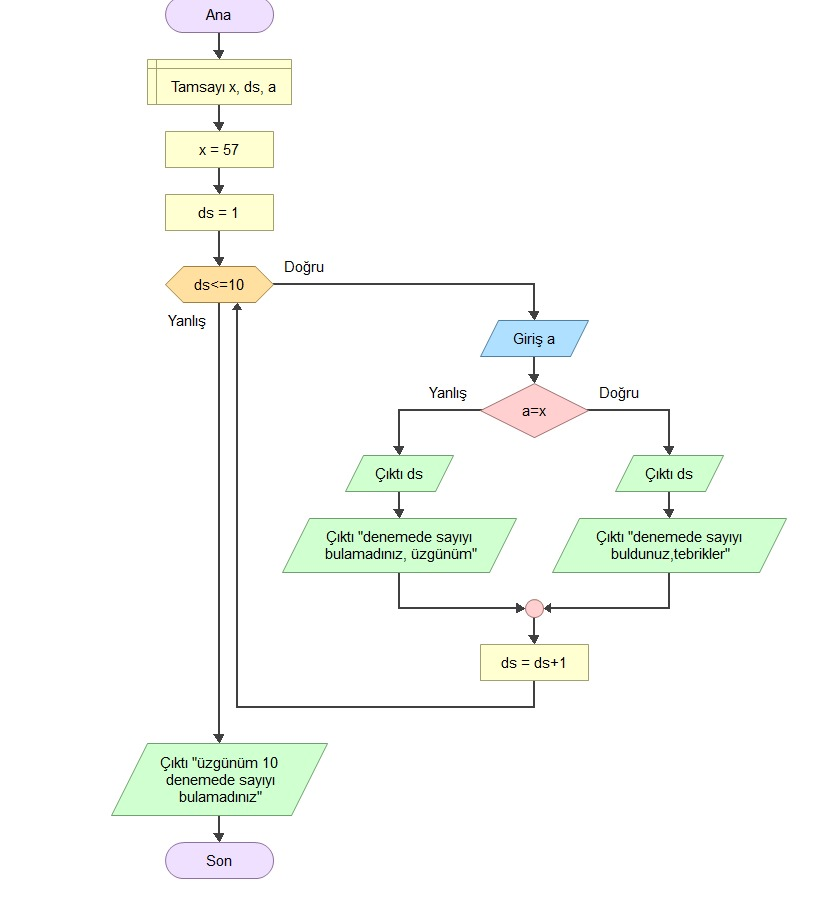 Ana
Tamsayı x, ds, a
x = 57
ds = 1
ds<=10
Doğru
Yanlış
Giriş a
a=x
Yanlış
Doğru
Çıktı ds
Çıktı "denemede sayıyı
bulamadınız, üzgünüm"
Çıktı ds
Çıktı "denemede sayıyı
buldunuz,tebrikler"
ds = ds+1
Çıktı "üzgünüm 10
denemede sayıyı
bulamadınız"
Son